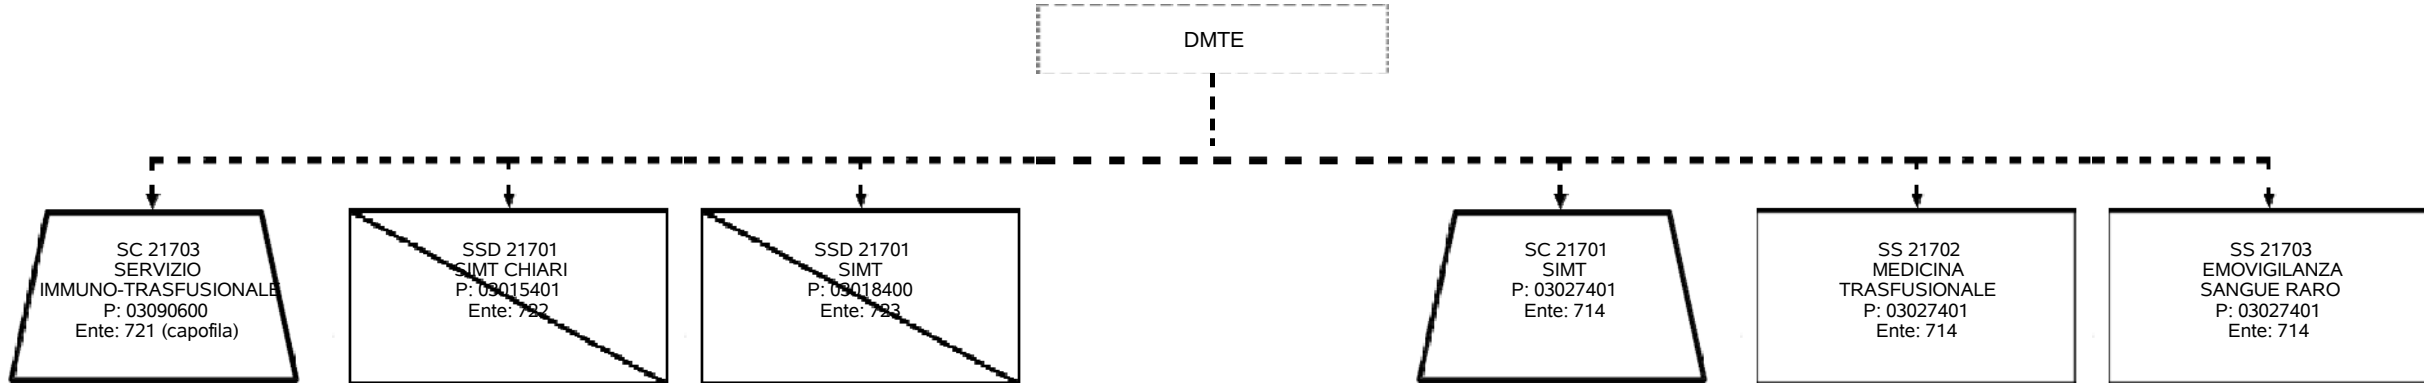 DMTE
SC 21703
SERVIZIO
IMMUNO-TRASFUSIONALE
P: 03090600
Ente: 721 (capofila)
SSD 21701
SIMT CHIARI
P: 03015401
Ente: 722
SSD 21701
SIMT
P: 03018400
Ente: 723
SC 21701
SIMT
P: 03027401
Ente: 714
SS 21702
MEDICINA
TRASFUSIONALE
P: 03027401
Ente: 714
SS 21703
EMOVIGILANZA
SANGUE RARO
P: 03027401
Ente: 714